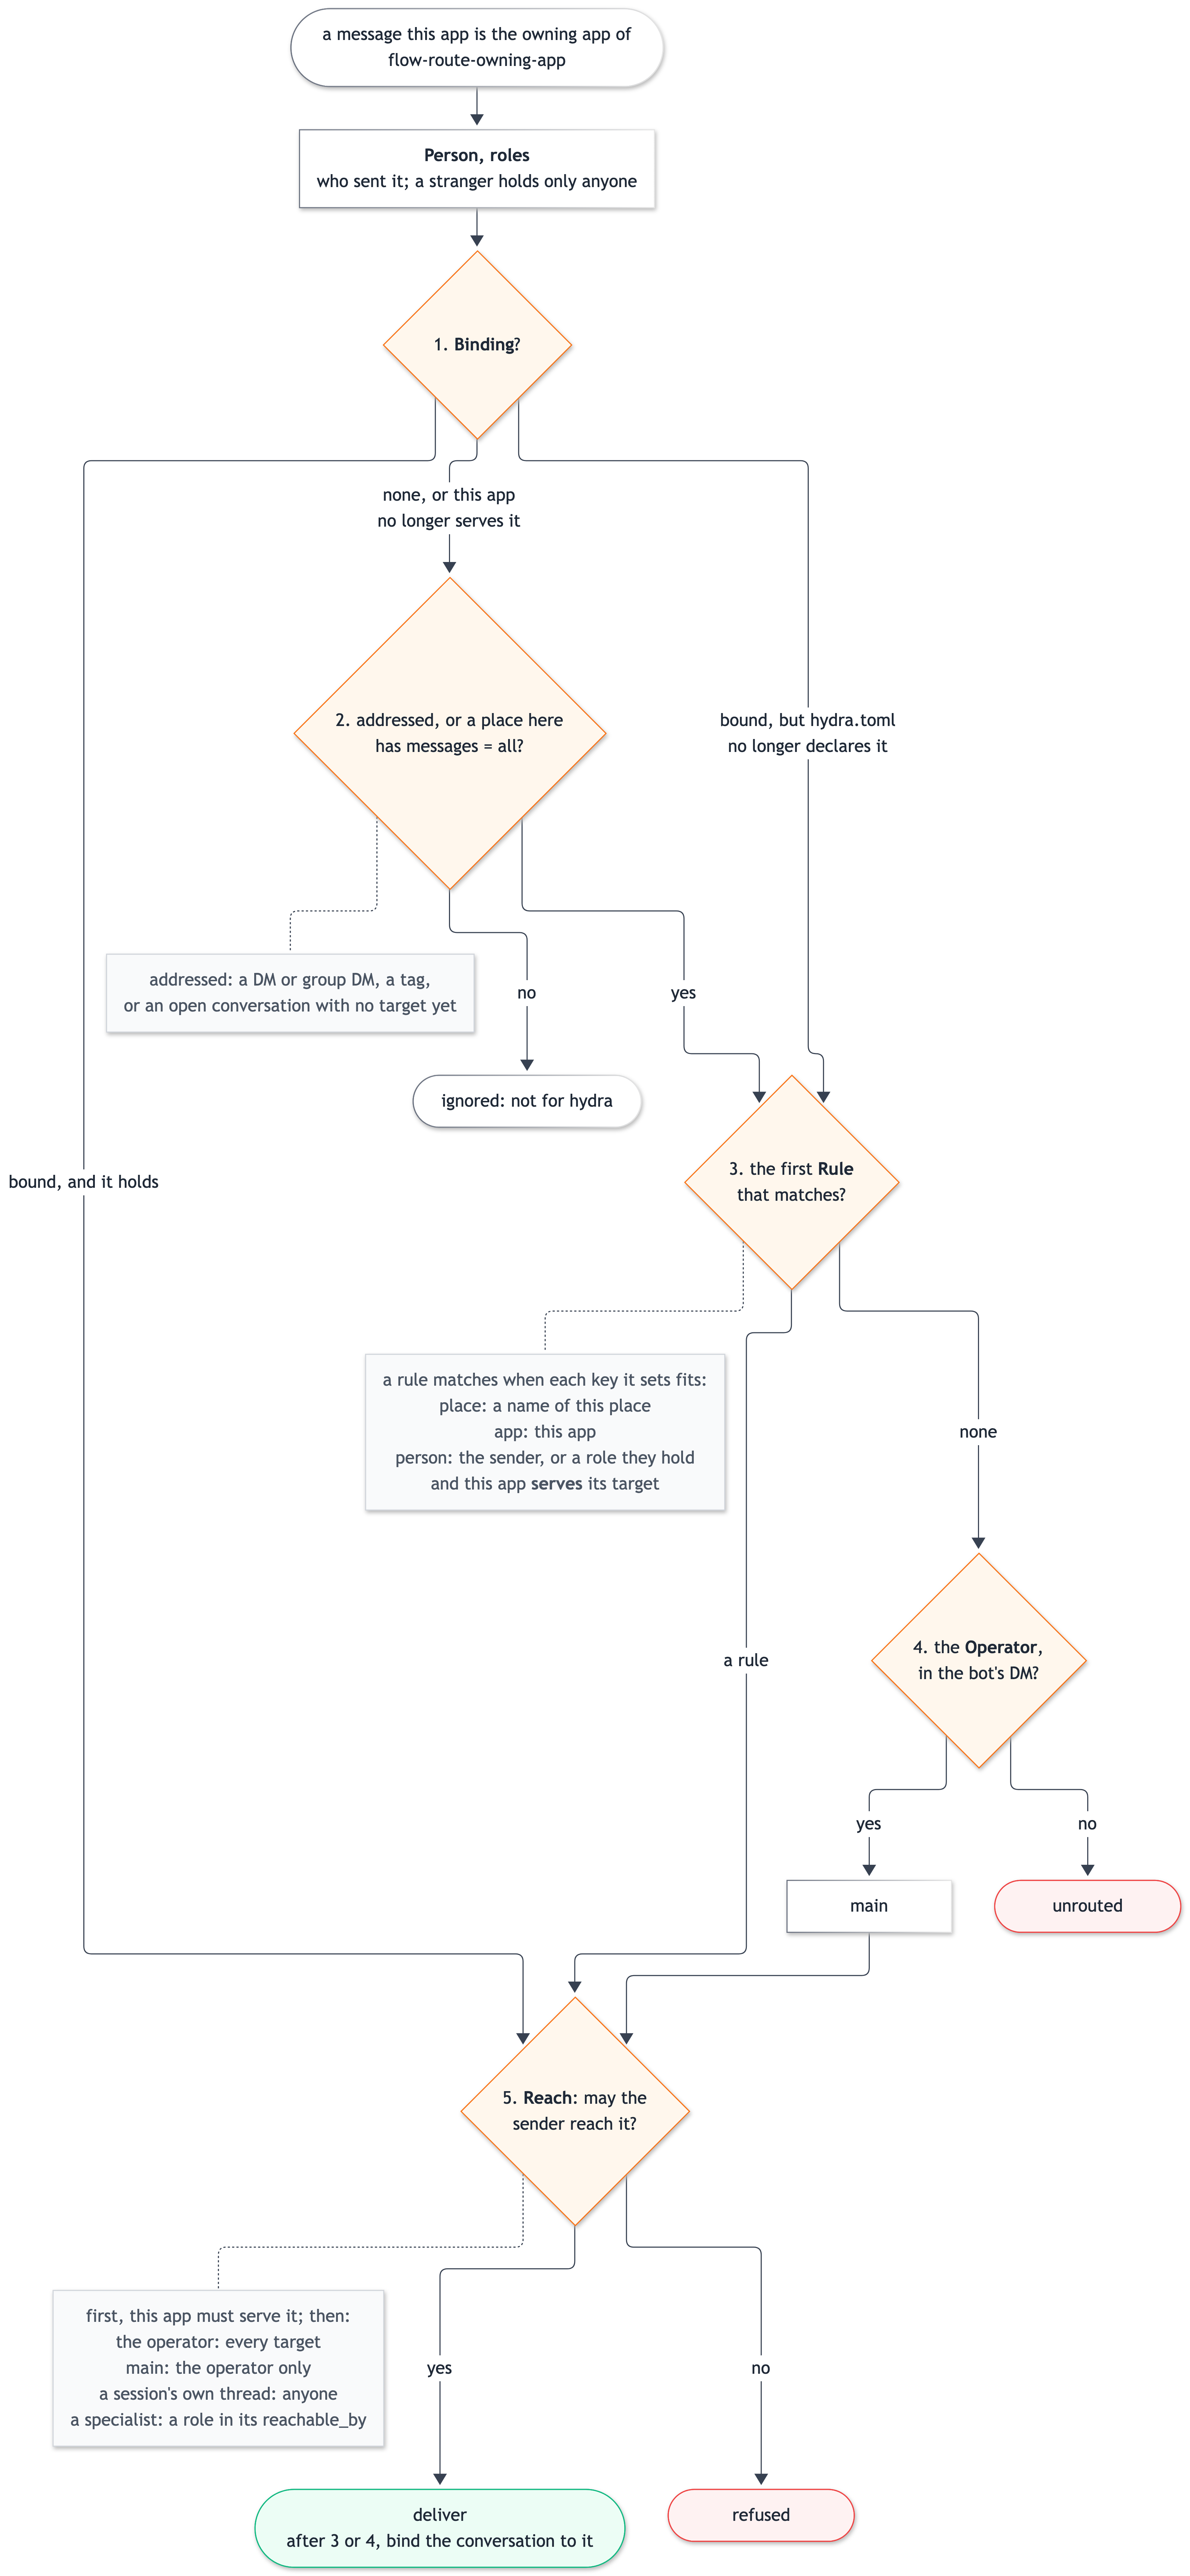 a message this app is the owning app of
flow-route-owning-app
Person, roles
who sent it; a stranger holds only anyone
1. Binding?
none, or this app
no longer serves it
2. addressed, or a place here
has messages = all?
bound, but hydra.toml
no longer declares it
addressed: a DM or group DM, a tag,
or an open conversation with no target yet
no
yes
ignored: not for hydra
bound, and it holds
3. the first Rule
that matches?
a rule matches when each key it sets fits:
place: a name of this place
app: this app
person: the sender, or a role they hold
and this app serves its target
none
a rule
4. the Operator,
in the bot's DM?
yes
no
main
unrouted
5. Reach: may the
sender reach it?
first, this app must serve it; then:
the operator: every target
main: the operator only
a session's own thread: anyone
a specialist: a role in its reachable_by
yes
no
deliver
after 3 or 4, bind the conversation to it
refused